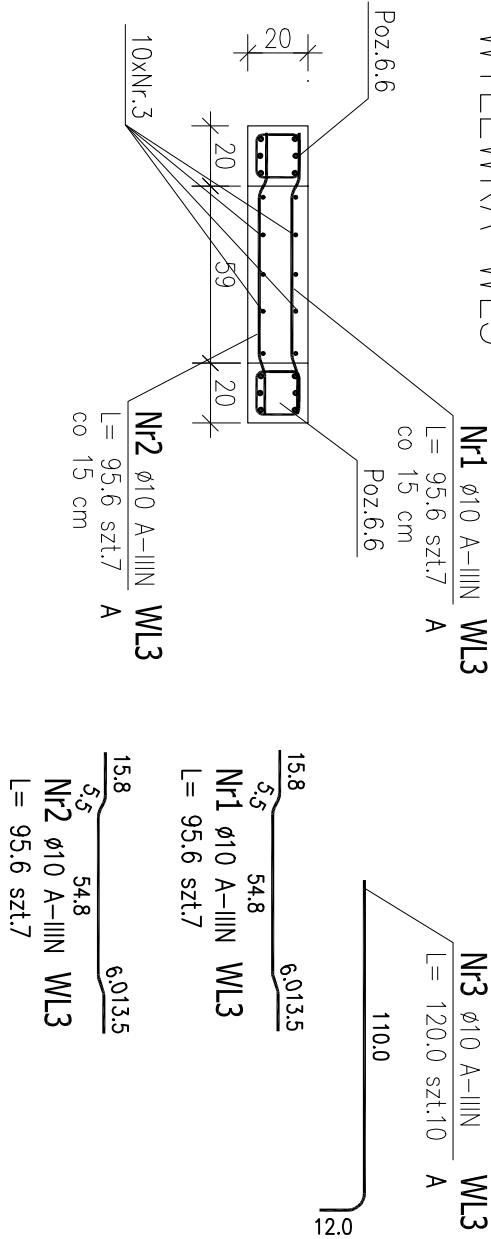 WYLEWKA WL3
Poz.6.6
20
10xNr.3
20
59
20
Poz.6.6
Nr1 ø10 A-IIIN WL3
L= 95.6 szt.7 A
co 15 cm
Nr2 ø10 A-IIIN WL3
L= 95.6 szt.7 A
co 15 cm
Nr3 ø10 A-IIIN WL3
L= 120.0 szt.10 A
110.0
12.0
15.8
5.5
54.8
6.013.5
Nr1 ø10 A-IIIN WL3
L= 95.6 szt.7
15.8
5.5
54.8
6.013.5
Nr2 ø10 A-IIIN WL3
L= 95.6 szt.7